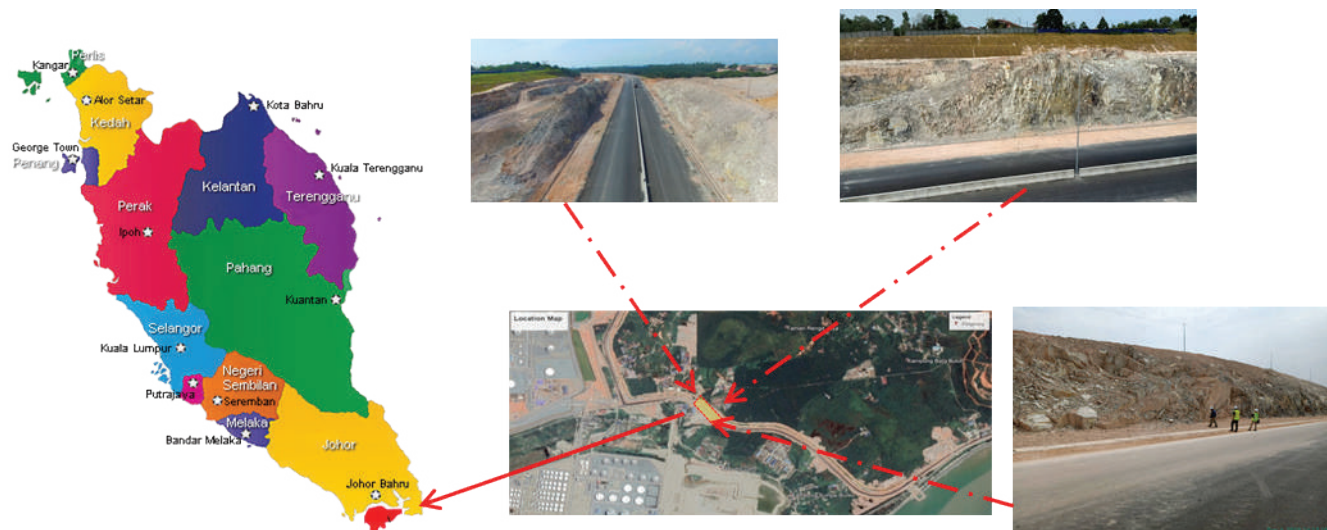 Perlis
Kangar
Alor Setar
Kedah
Kota Bahru
George Town
Penang
Kuala Terengganu
Kelantan
Terengganu
Perak
Ipoh
Pahang
Kuantan
Selangor
Kuala Lumpur
Negeri
Sembilan
Putrajaya
Seremban
Melaka
Bandar Melaka
Johor
Johor Bahru
Location Map
Legend